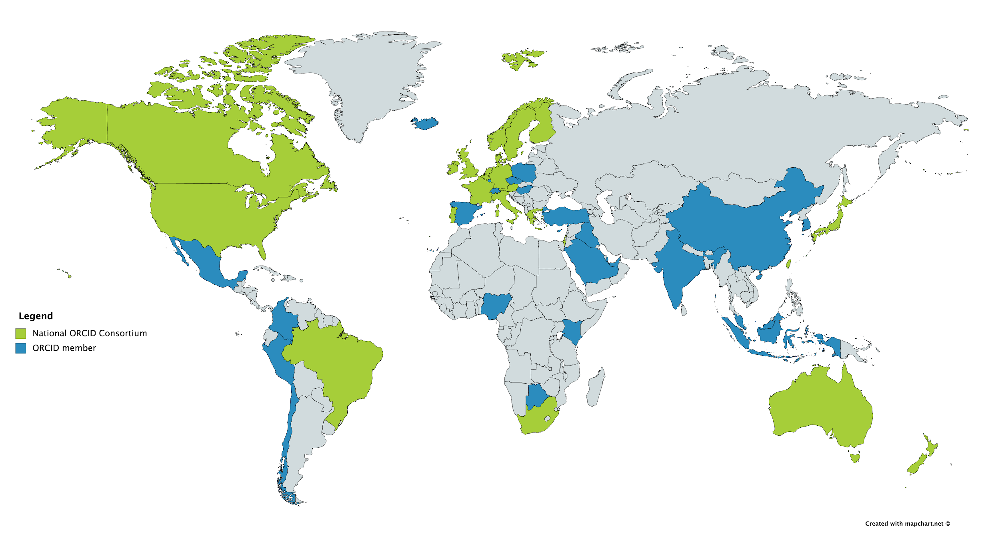 Legend
National ORCID Consortium
ORCID member
Created with mapchart.net ©